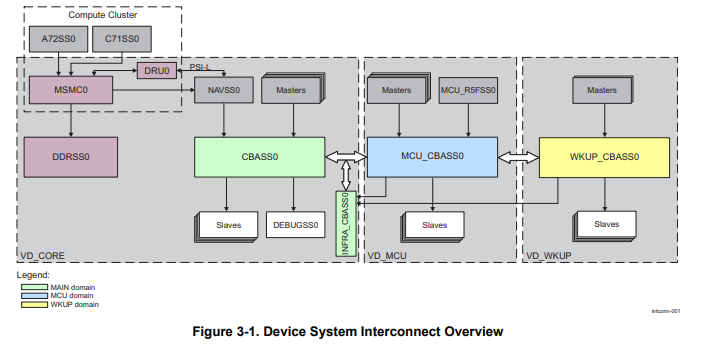 Compute Cluster
A72SS0
C71SS0
DRU0
PSI-L
MSMC0
NAVSS0
Masters
Masters
MCU_R5FSS0
Masters
DDRSS0
CBASS0
MCU_CBASS0
WKUP_CBASS0
INFRA_CBASS0
Slaves
DEBUGSS0
Slaves
Slaves
VD_CORE
VD_MCU
VD_WKUP
Legend:
MAIN domain
MCU domain
WKUP domain
intconn-001
Figure 3-1. Device System Interconnect Overview